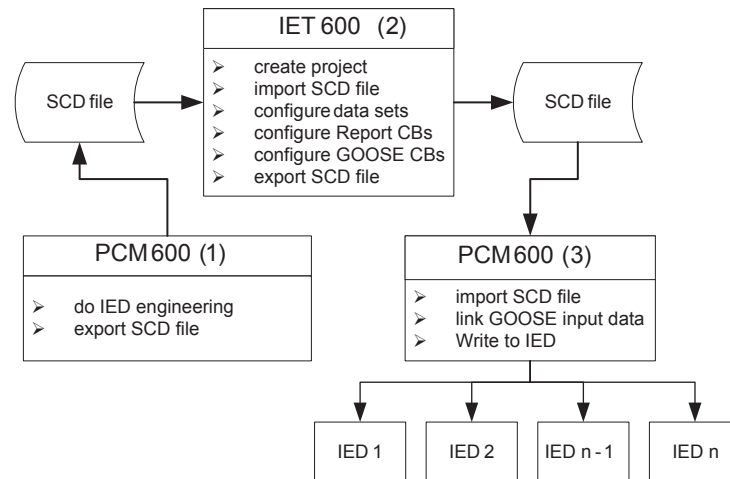 IET 600 (2)
➢ create project
➢ import SCD file
➢ configure data sets
➢ configure Report CBs
➢ configure GOOSE CBs
➢ export SCD file
SCD file
SCD file
PCM600 (1)
➢ do IED engineering
➢ export SCD file
PCM600 (3)
➢ import SCD file
➢ link GOOSE input data
➢ Write to IED
IED 1
IED 2
IED n - 1
IED n